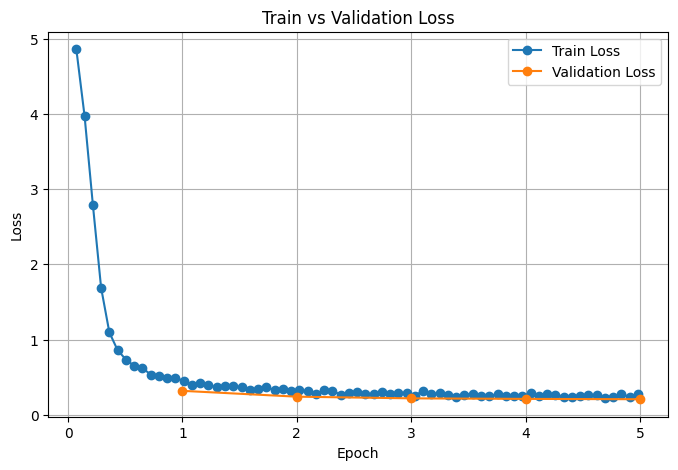 Train vs Validation Loss
Train Loss
Validation Loss
Loss
5
4
3
2
1
0
0 1 2 3 4 5
Epoch